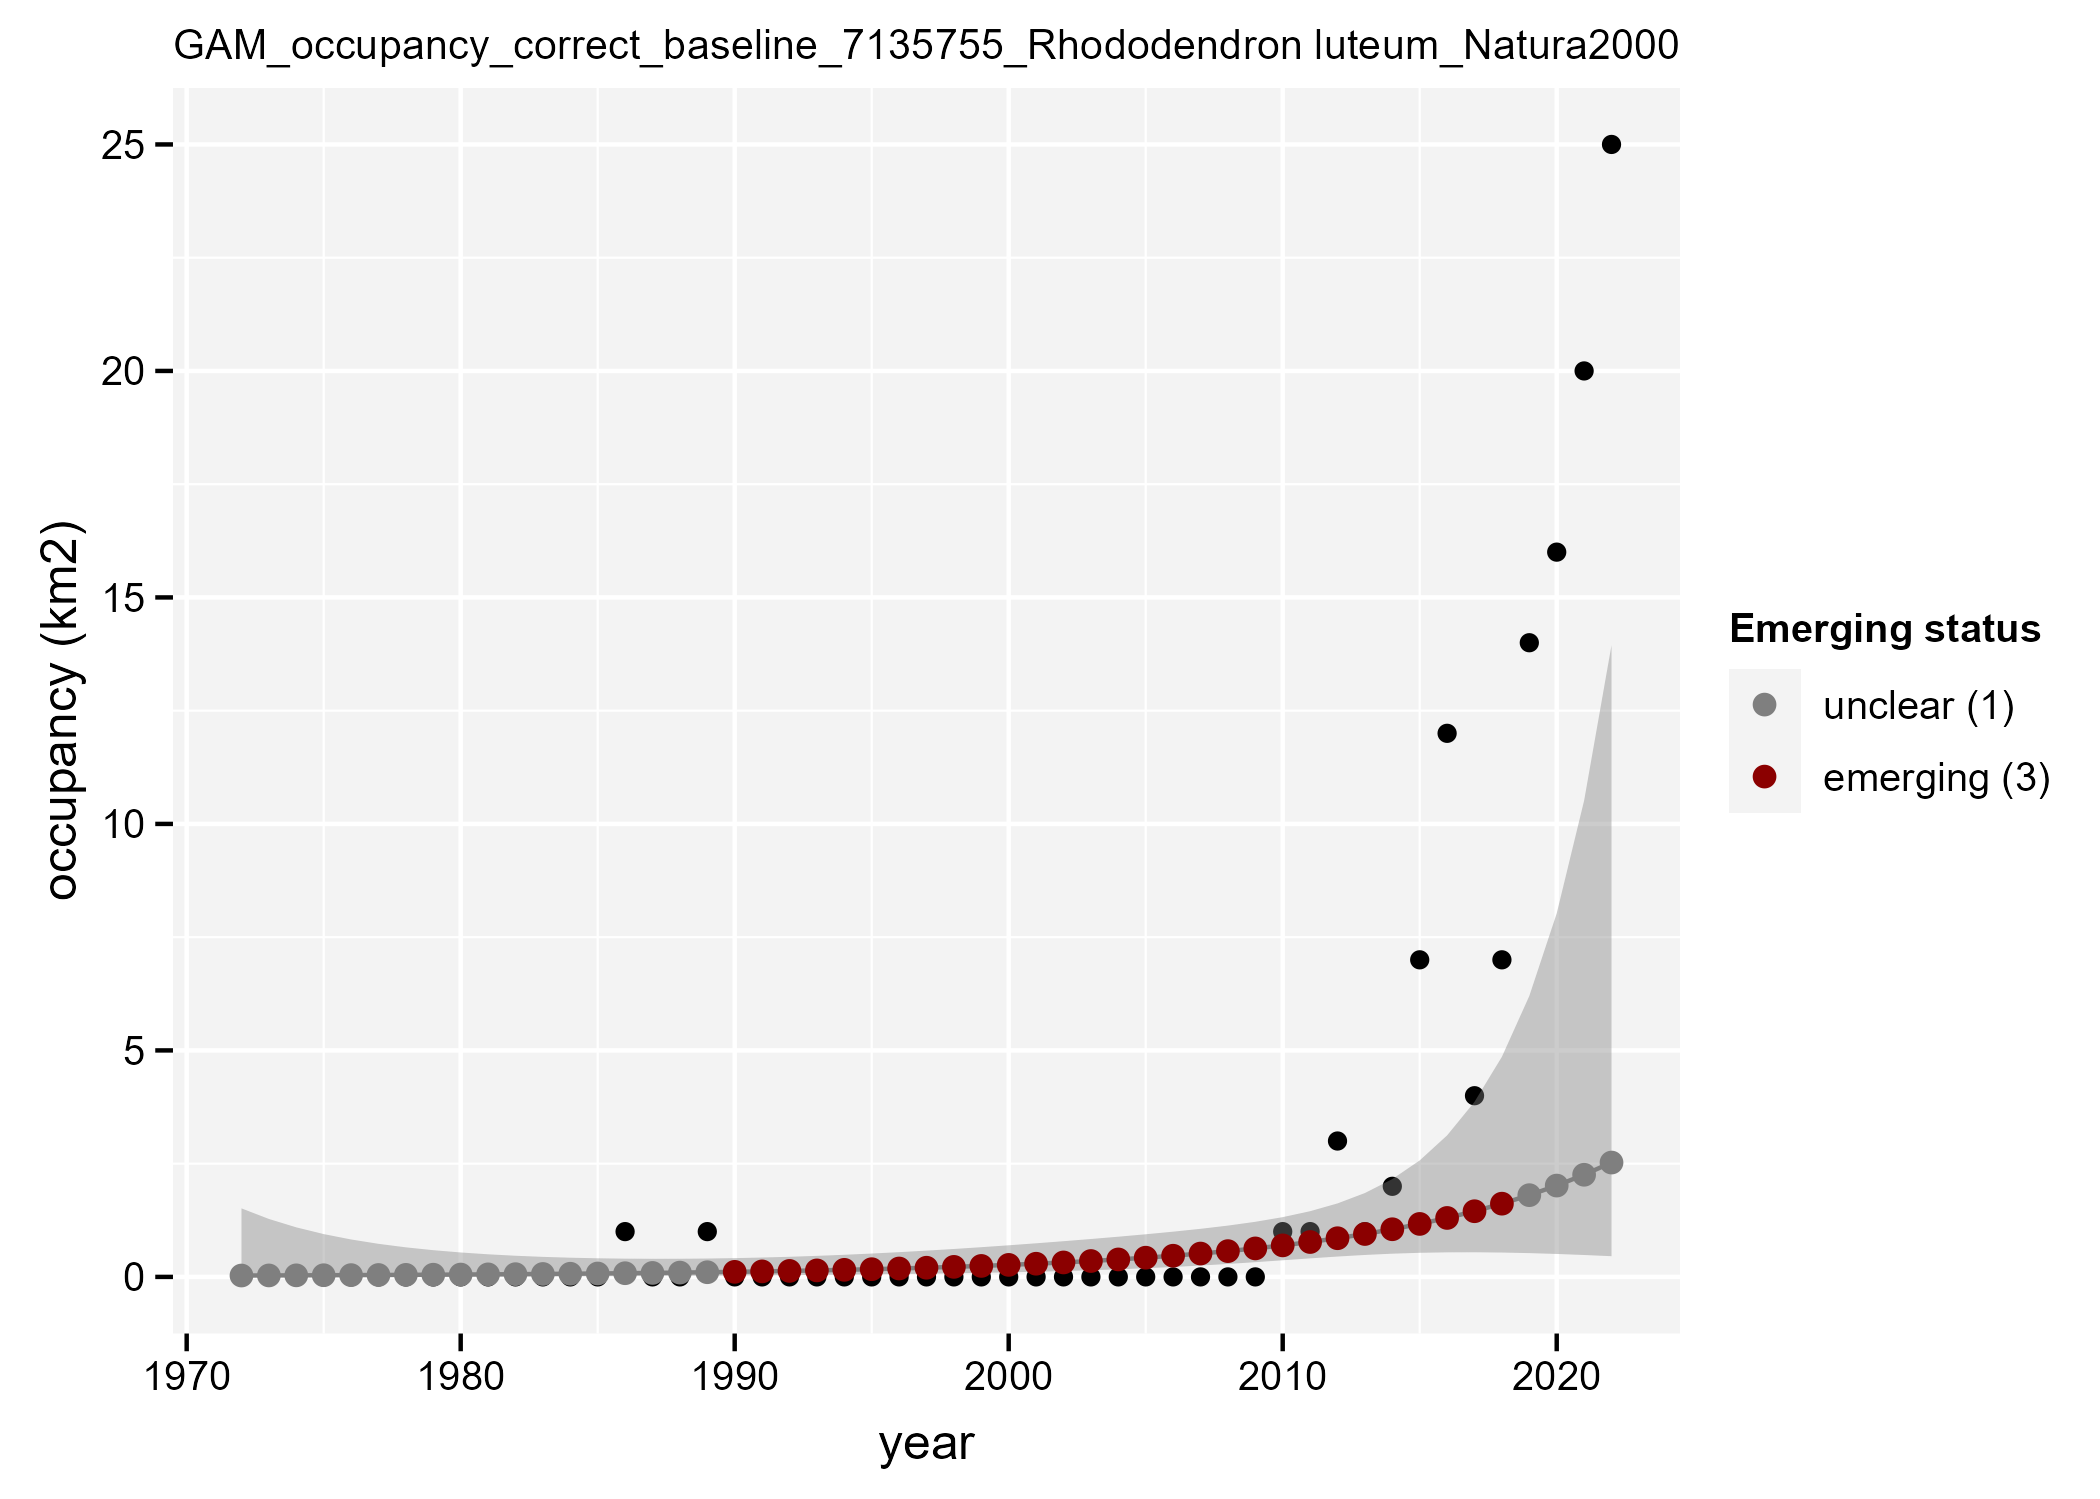 GAM_occupancy_correct_baseline_7135755_Rhododendron luteum_Natura2000
25
20
15
10
5
0
occupancy (km2)
1970 1980 1990 2000 2010 2020
year
Emerging status
unclear (1)
emerging (3)